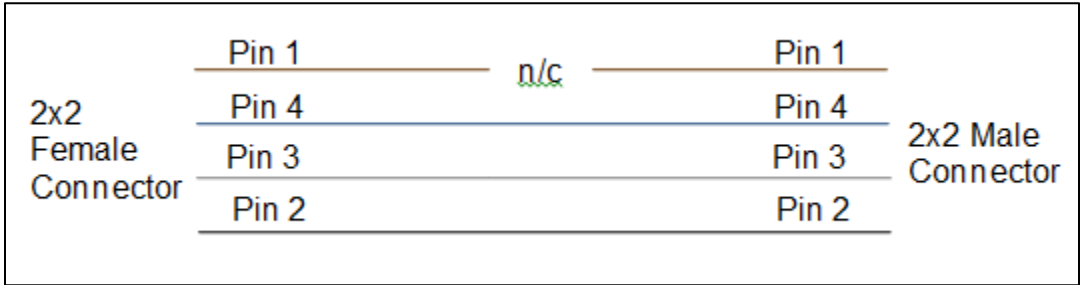 Pin 1
n/c
Pin 1
2x2
Female
Connector
Pin 4
Pin 4
Pin 3
Pin 3
Pin 2
Pin 2
2x2 Male
Connector